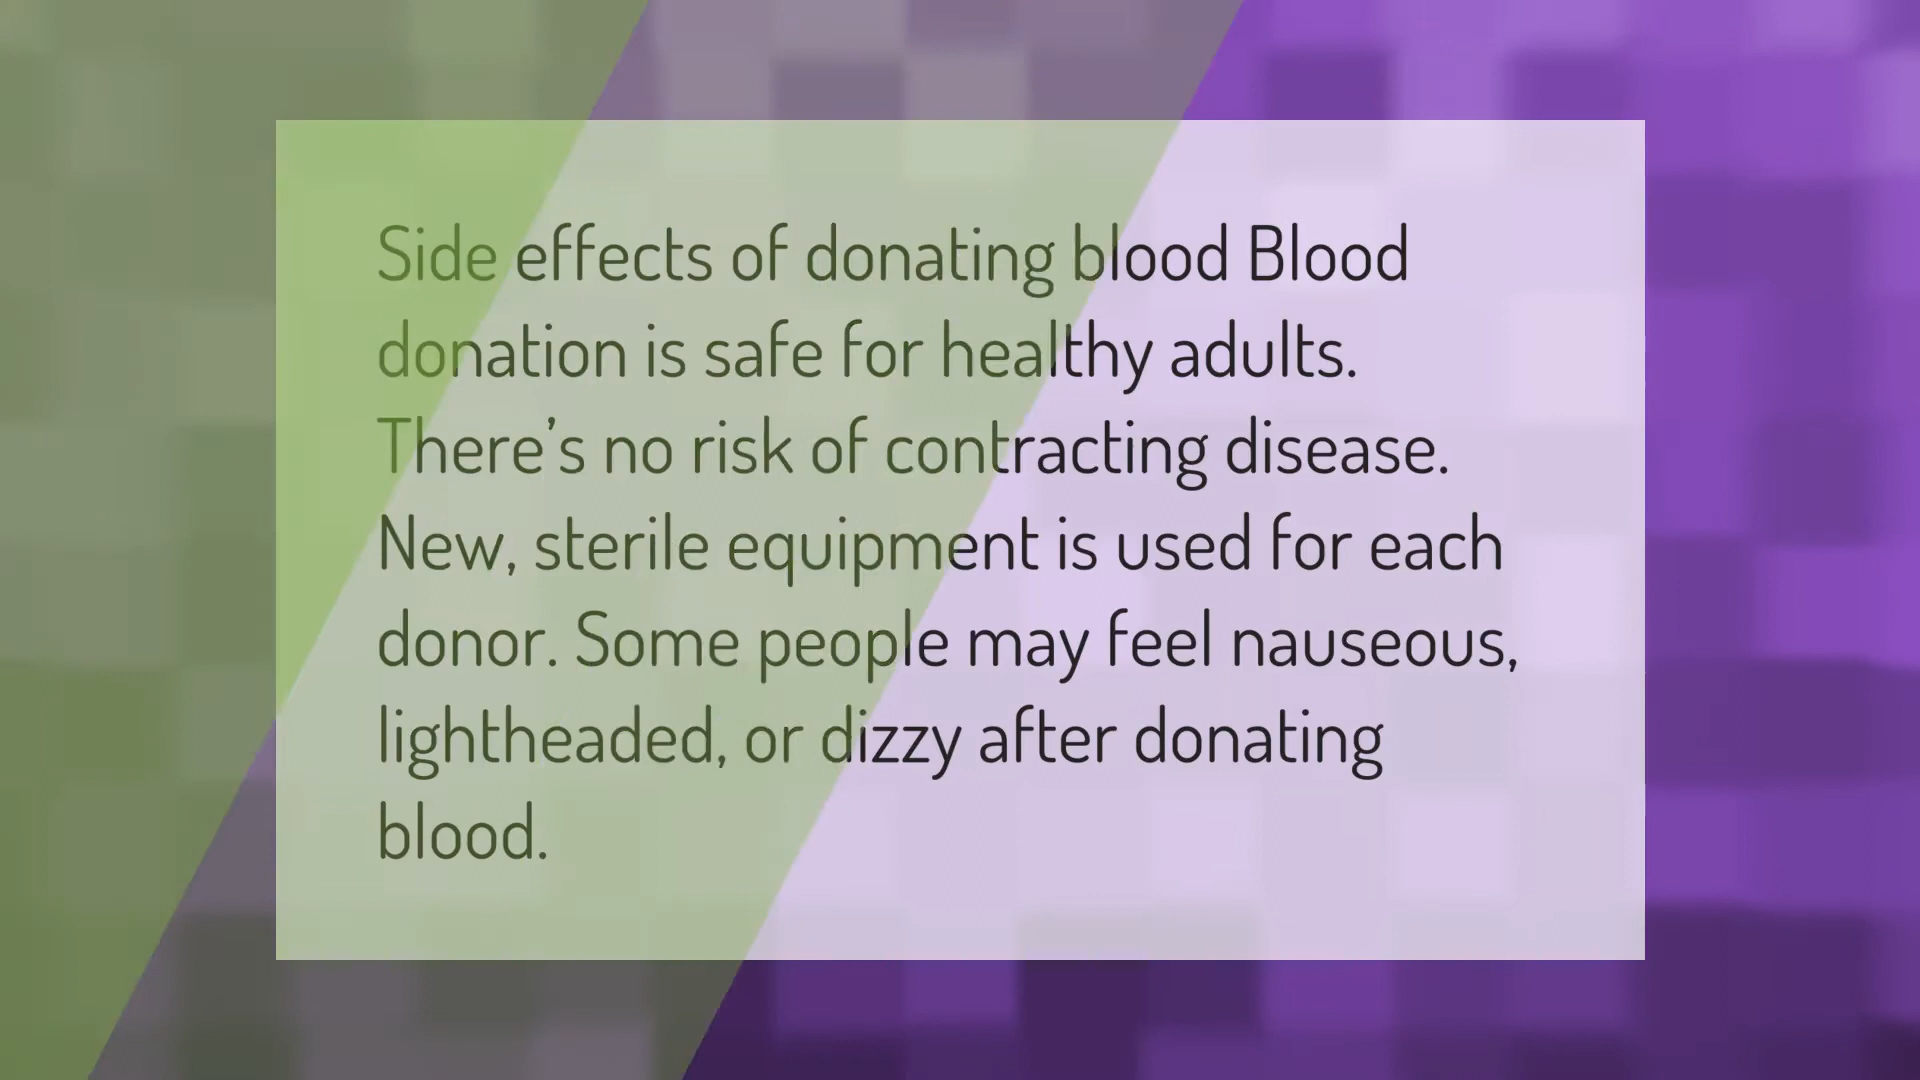 Side effects of donating blood Blood
donation is safe for healthy adults.
There’s no risk of contracting disease.
New, sterile equipment is used for each
donor. Some people may feel nauseous,
lightheaded, or dizzy after donating
blood.